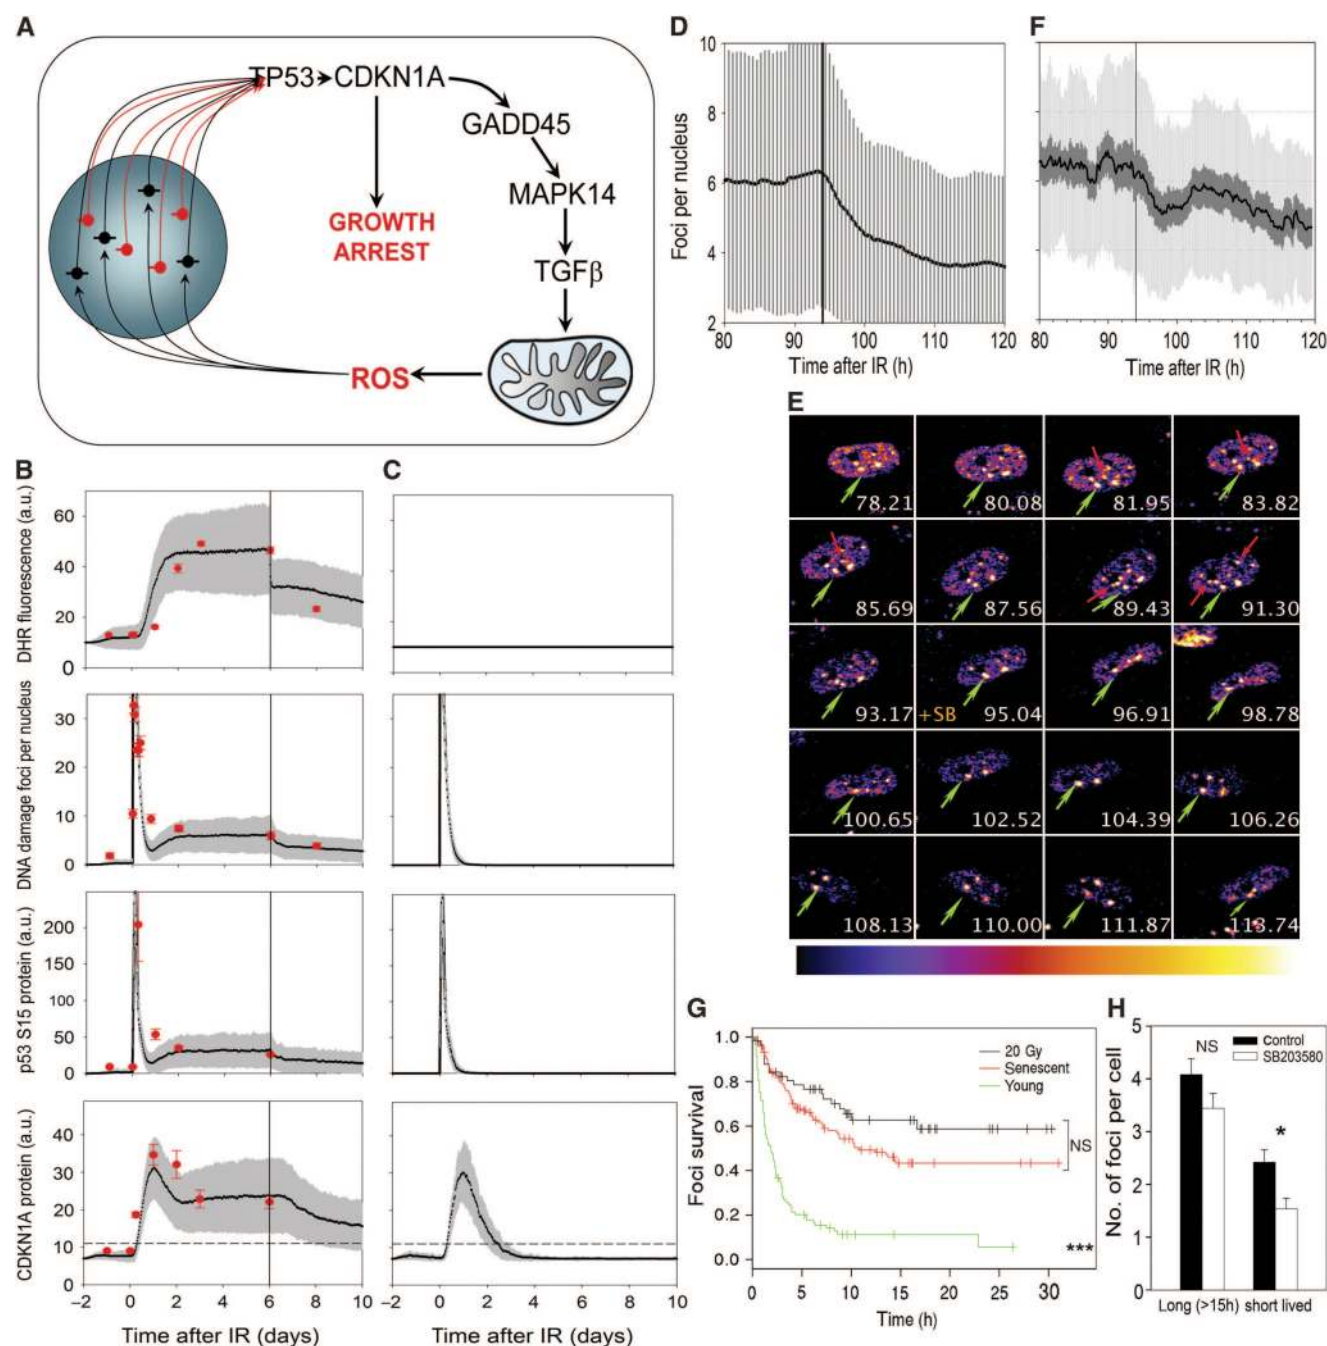 A
TP53
CDKN1A
GADD45
MAPK14
TGFβ
GROWTH
ARREST
ROS
B
C
DHR fluorescence (a.u.)
60
40
20
0
DNA damage foci per nucleus
30
20
10
0
p53 S15 protein (a.u.)
200
150
100
50
0
CDKN1A protein (a.u.)
40
30
20
10
0
−2 0 2 4 6 8 10
Time after IR (days)
−2 0 2 4 6 8 10
Time after IR (days)
D
Foci per nucleus
10
8
6
4
2
80 90 100 110 120
Time after IR (h)
F
80 90 100 110 120
Time after IR (h)
E
78.21 80.08 81.95 83.82
85.69 87.56 89.43 91.30
93.17 +SB 95.04 96.91 98.78
100.65 102.52 104.39 106.26
108.13 110.00 111.87 113.74
G
Foci survival
1.0
0.8
0.6
0.4
0.2
0.0
20 Gy
Senescent
Young
NS
***
0 5 10 15 20 25 30
Time (h)
H
No. of foci per cell
5
4
3
2
1
0
NS
Control
SB203580
*
Long (>15h) short lived